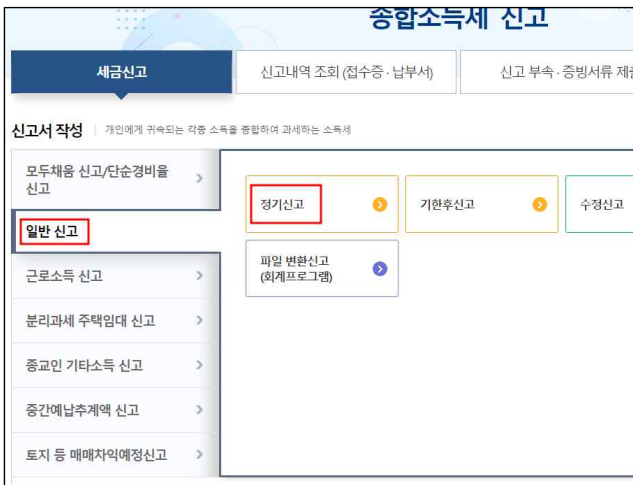 종합소득세 신고
세금신고
신고내역 조회 (접수증 · 납부서)
신고 부속 · 증빙서류 제출
신고서 작성
개인에게 귀속되는 각종 소득을 종합하여 과세하는 소득세
모두채움 신고/단순경비율
신고
일반 신고
근로소득 신고
분리과세 주택임대 신고
종교인 기타소득 신고
중간예납추계액 신고
토지 등 매매차익예정신고
정기신고
기한후신고
수정신고
파일 변환신고
(회계프로그램)